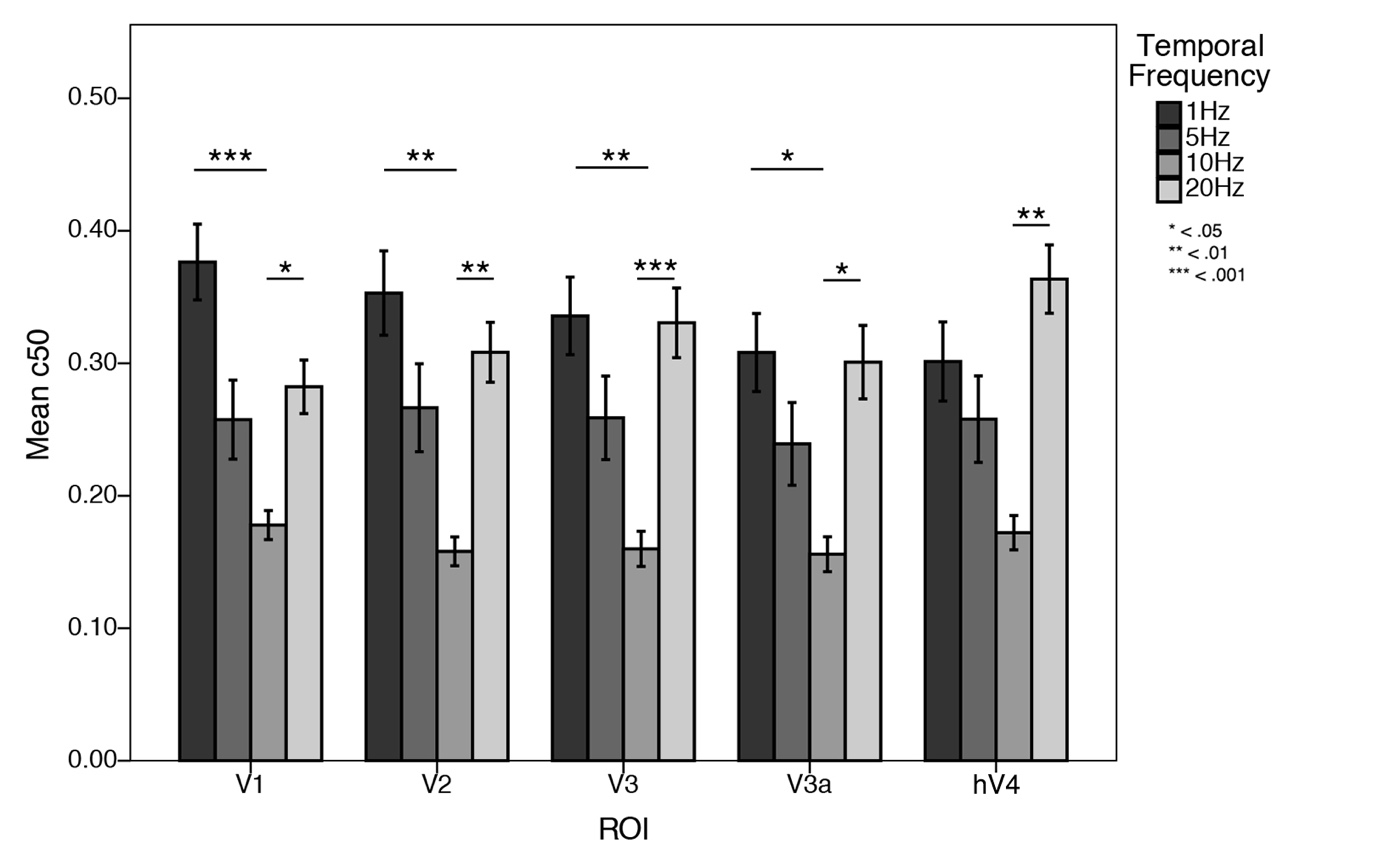 Temporal
Frequency
1Hz
5Hz
10Hz
20Hz
* < .05
** < .01
*** < .001
Mean c50
0.50
0.40
0.30
0.20
0.10
0.00
*** ** ** *
* ** *** * **
V1 V2 V3 V3a hV4
ROI